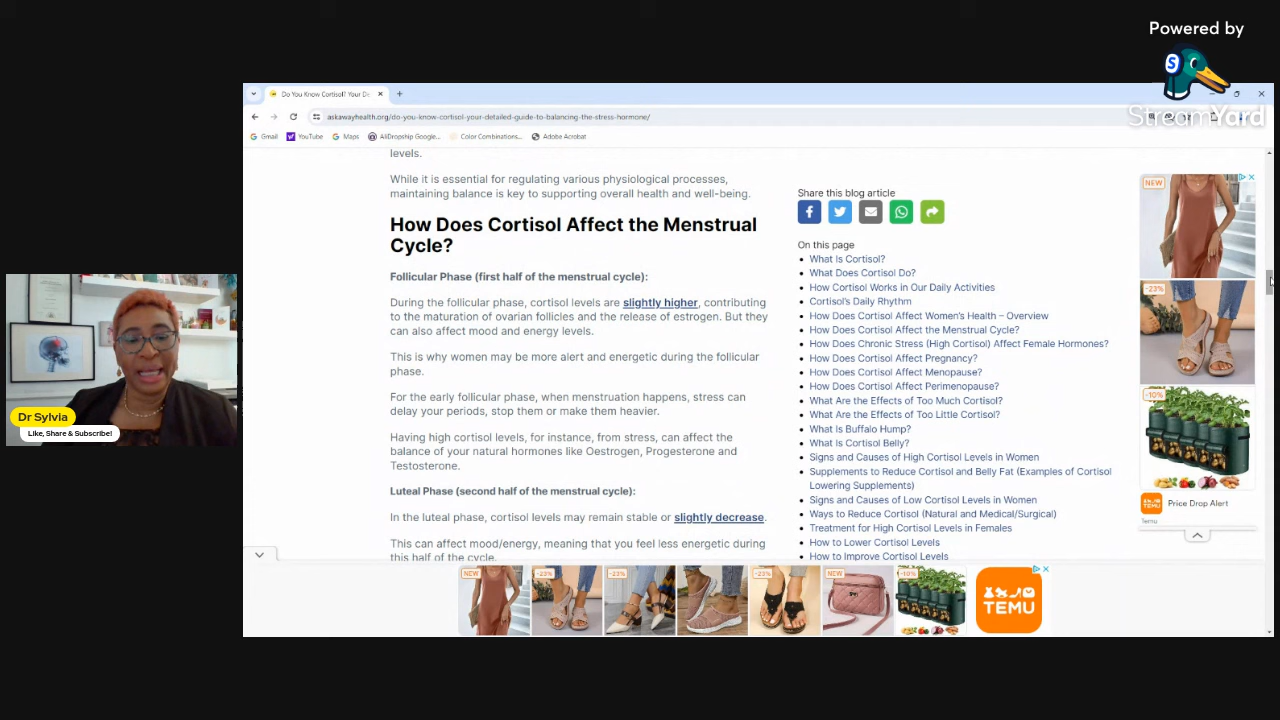 Powered by
S
StreamYard
Do You Know Cortisol? Your De
askawayhealth.org/do-you-know-cortisol-your-detailed-guide-to-balancing-the-stress-hormone/
Gmail
YouTube
Maps
AliDropship Google...
Color Combinations...
Adobe Acrobat
levels.
While it is essential for regulating various physiological processes,
maintaining balance is key to supporting overall health and well-being.
How Does Cortisol Affect the Menstrual
Cycle?
Follicular Phase (first half of the menstrual cycle):
During the follicular phase, cortisol levels are slightly higher, contributing
to the maturation of ovarian follicles and the release of estrogen. But they
can also affect mood and energy levels.
This is why women may be more alert and energetic during the follicular
phase.
For the early follicular phase, when menstruation happens, stress can
delay your periods, stop them or make them heavier.
Having high cortisol levels, for instance, from stress, can affect the
balance of your natural hormones like Oestrogen, Progesterone and
Testosterone.
Luteal Phase (second half of the menstrual cycle):
In the luteal phase, cortisol levels may remain stable or slightly decrease.
This can affect mood/energy, meaning that you feel less energetic during
this half of the cycle.
Share this blog article
On this page
What Is Cortisol?
What Does Cortisol Do?
How Cortisol Works in Our Daily Activities
Cortisol's Daily Rhythm
How Does Cortisol Affect Women's Health – Overview
How Does Cortisol Affect the Menstrual Cycle?
How Does Chronic Stress (High Cortisol) Affect Female Hormones?
How Does Cortisol Affect Pregnancy?
How Does Cortisol Affect Menopause?
How Does Cortisol Affect Perimenopause?
What Are the Effects of Too Much Cortisol?
What Are the Effects of Too Little Cortisol?
What Is Buffalo Hump?
What Is Cortisol Belly?
Signs and Causes of High Cortisol Levels in Women
Supplements to Reduce Cortisol and Belly Fat (Examples of Cortisol
Lowering Supplements)
Signs and Causes of Low Cortisol Levels in Women
Ways to Reduce Cortisol (Natural and Medical/Surgical)
Treatment for High Cortisol Levels in Females
How to Lower Cortisol Levels
How to Improve Cortisol Levels
NEW
-23%
-10%
TEMU
Price Drop Alert
Temu
Dr Sylvia
Like, Share & Subscribe!
NEW
-23%
-23%
-23%
NEW
-10%
TEMU